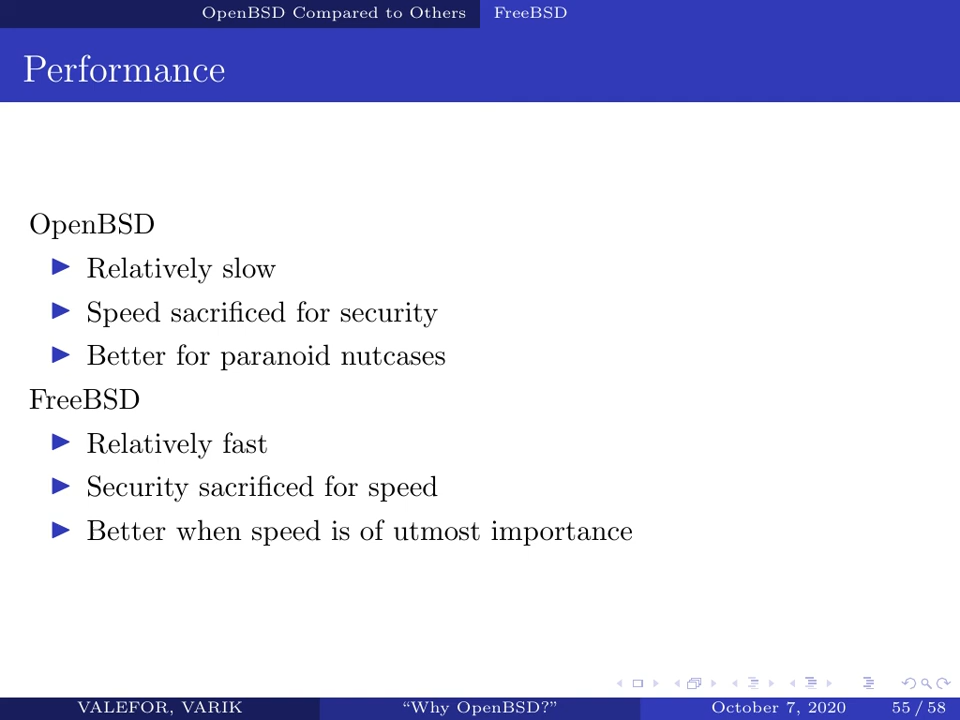 OpenBSD Compared to Others FreeBSD
Performance
OpenBSD
Relatively slow
Speed sacrificed for security
Better for paranoid nutcases
FreeBSD
Relatively fast
Security sacrificed for speed
Better when speed is of utmost importance
VALEFOR, VARIK “Why OpenBSD?” October 7, 2020 55 / 58